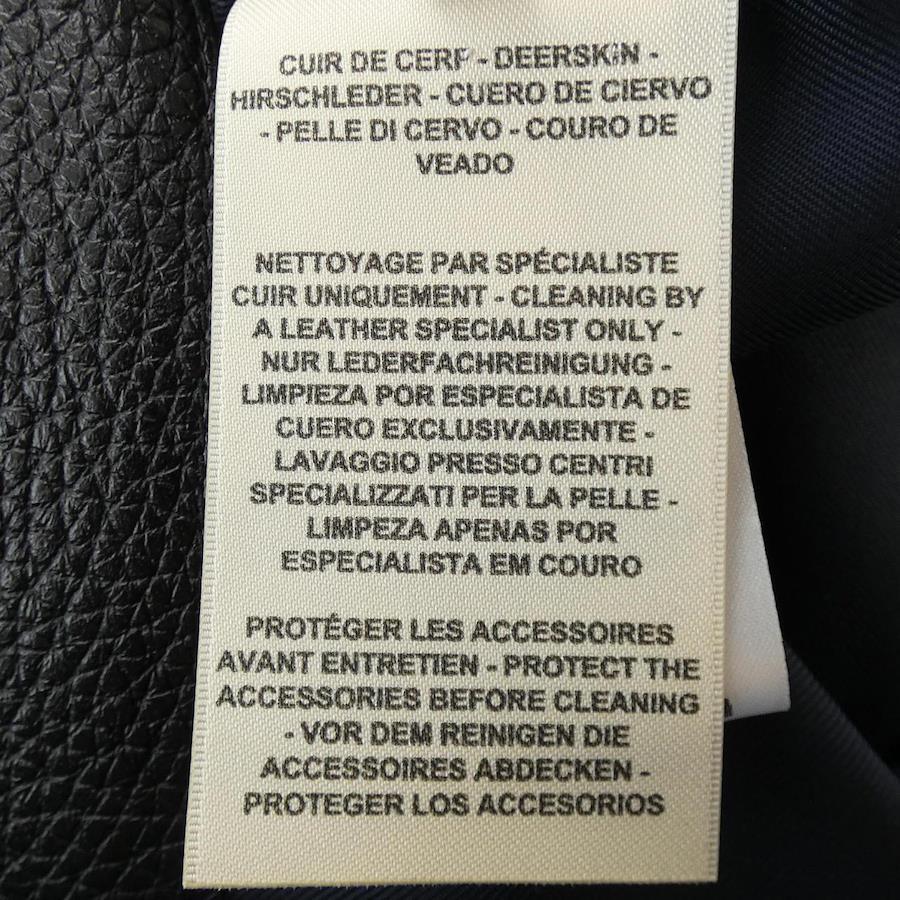 CUIR DE CERF - DEERSKIN -
HIRSCHLEDER - CUERO DE CIERVO
- PELLE DI CERVO - COURO DE
VEADO
NETTOYAGE PAR SPÉCIALISTE
CUIR UNIQUEMENT - CLEANING BY
A LEATHER SPECIALIST ONLY -
NUR LEDERFACHREINIGUNG -
LIMPIEZA POR ESPECIALISTA DE
CUERO EXCLUSIVAMENTE -
LAVAGGIO PRESSO CENTRI
SPECIALIZZATI PER LA PELLE -
LIMPEZA APENAS POR
ESPECIALISTA EM COURO
PROTÉGER LES ACCESSOIRES
AVANT ENTRETIEN - PROTECT THE
ACCESSORIES BEFORE CLEANING
- VOR DEM REINIGEN DIE
ACCESSOIRES ABDECKEN -
PROTEGER LOS ACCESORIOS